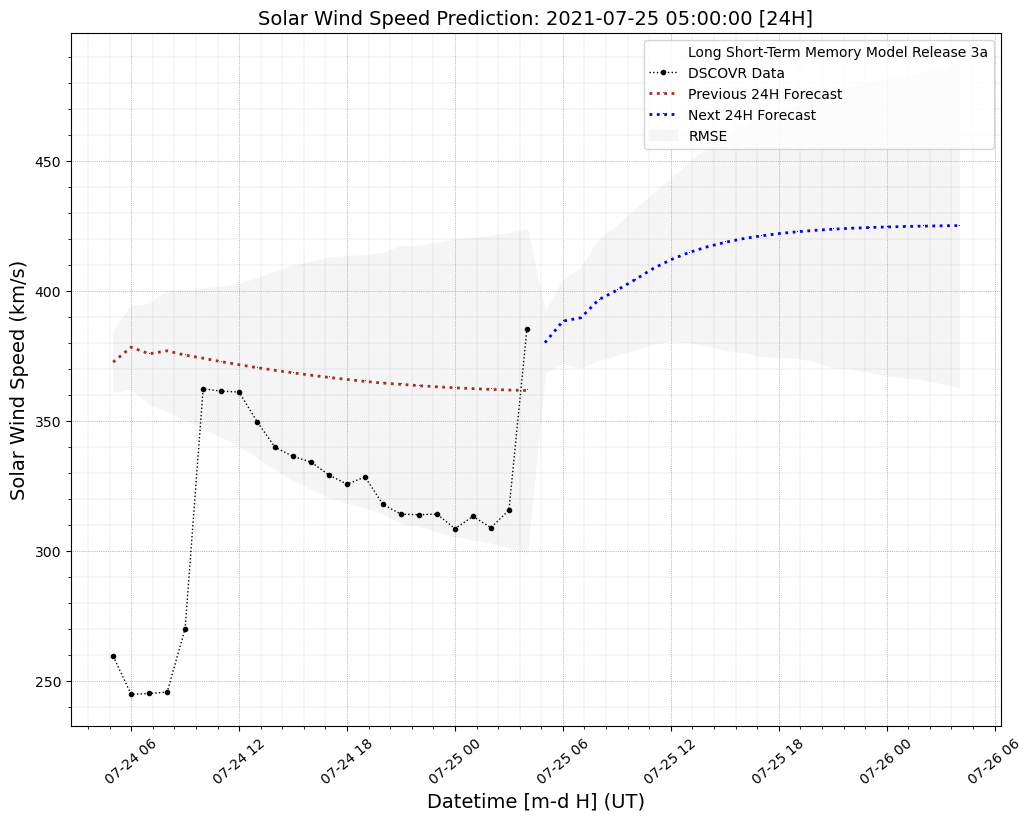 Solar Wind Speed Prediction: 2021-07-25 05:00:00 [24H]
Long Short-Term Memory Model Release 3a
DSCOVR Data
Previous 24H Forecast
Next 24H Forecast
RMSE
Solar Wind Speed (km/s)
450
400
350
300
250
07-24 06
07-24 12
07-24 18
07-25 00
07-25 06
07-25 12
07-25 18
07-26 00
07-26 06
Datetime [m-d H] (UT)